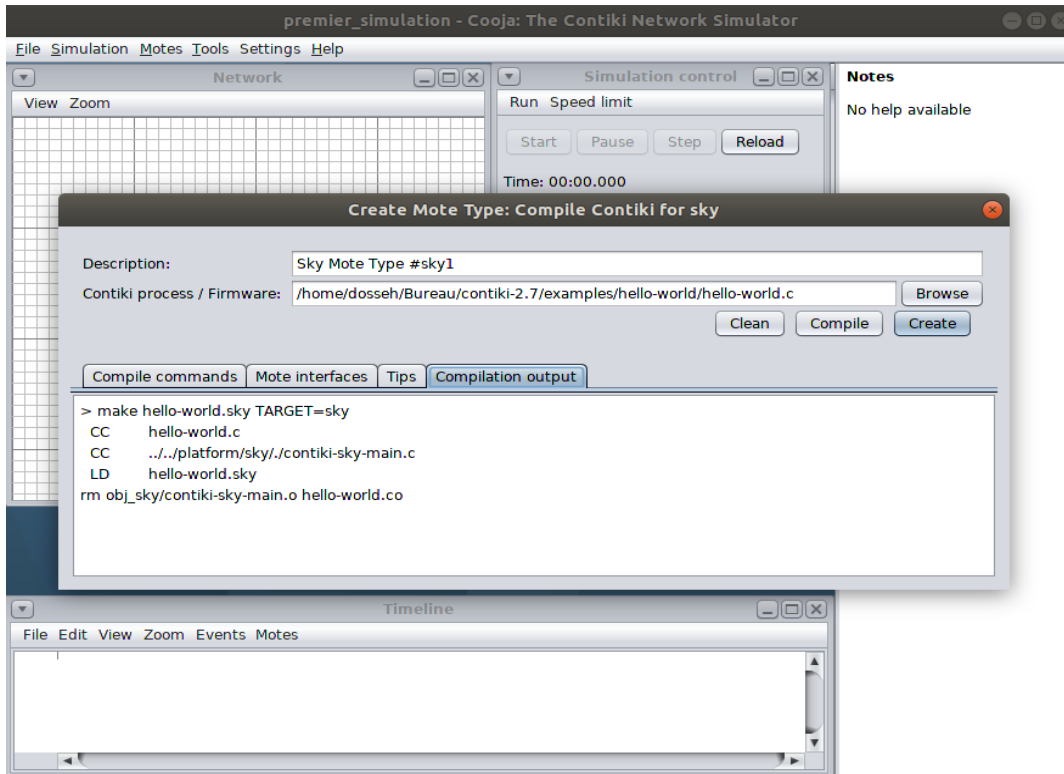 premier_simulation - Cooja: The Contiki Network Simulator
File Simulation Motes Tools Settings Help
Network
View Zoom
Simulation control
Run Speed limit
Start Pause Step Reload
Time: 00:00.000
Notes
No help available
Create Mote Type: Compile Contiki for sky
Description: Sky Mote Type #sky1
Contiki process / Firmware: /home/dosseh/Bureau/contiki-2.7/examples/hello-world/hello-world.c Browse
Clean Compile Create
Compile commands Mote interfaces Tips Compilation output
> make hello-world.sky TARGET=sky
CC hello-world.c
CC ../../platform/sky/./contiki-sky-main.c
LD hello-world.sky
rm obj_sky/contiki-sky-main.o hello-world.co
Timeline
File Edit View Zoom Events Motes